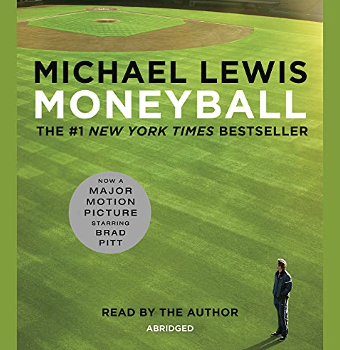 MICHAEL LEWIS
MONEYBALL
THE #1 NEW YORK TIMES BESTSELLER
NOW A
MAJOR
MOTION
PICTURE
STARRING
BRAD
PITT
READ BY THE AUTHOR
ABRIDGED